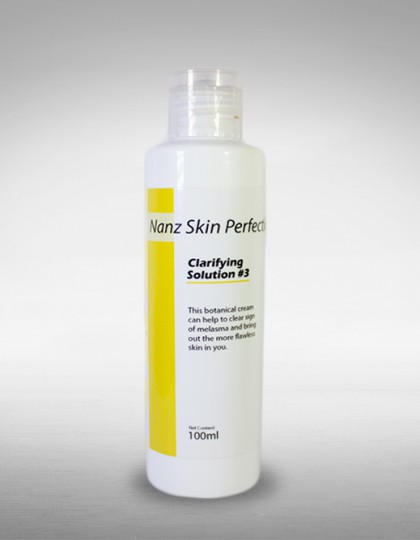 Nanz Skin Perfecti
Clarifying
Solution #3
This botanical cream
can help to clear sign
of melasma and bring
out the more flawless
skin in you.
Net Content
100ml